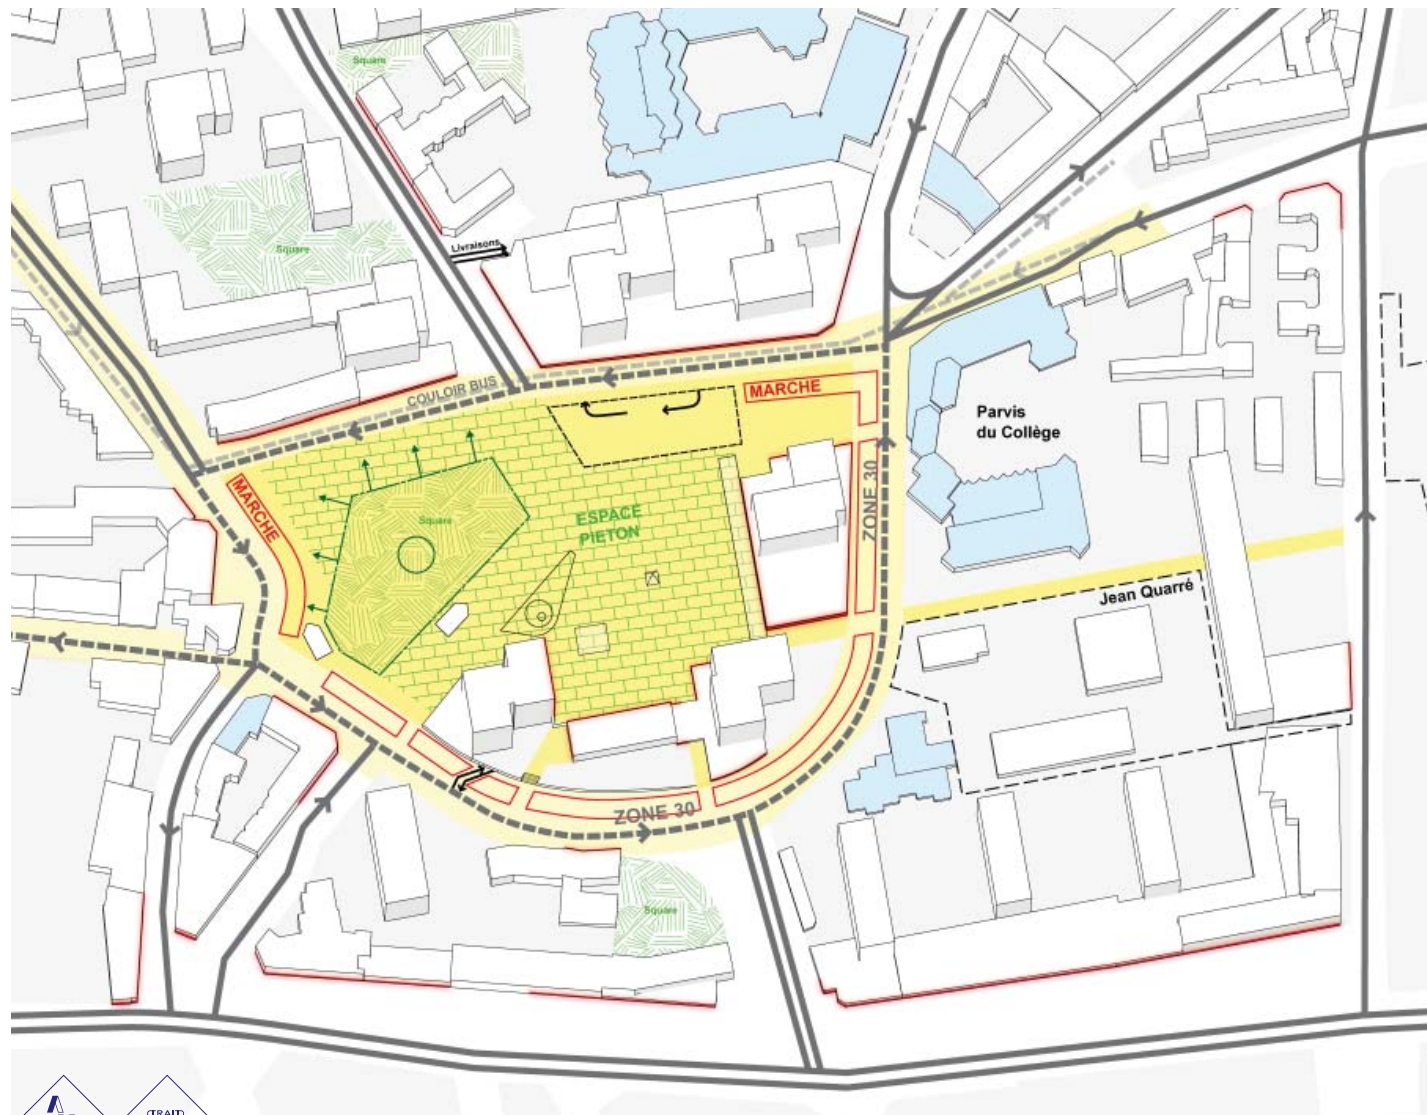 Square
Square
Livraisons
COULOIR BUS
MARCHE
Parvis
du Collège
MARCHE
ZONE 30
Square
ESPACE
PIETON
Jean Quarré
ZONE 30
Square
TRAIT